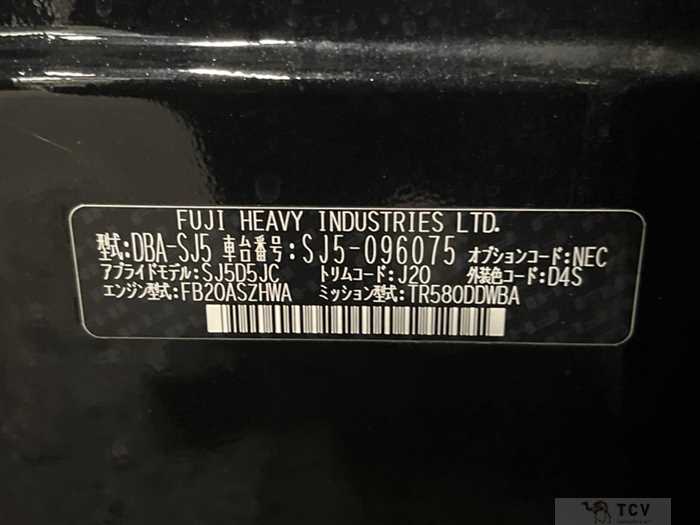 FUJI HEAVY INDUSTRIES LTD.
型式:DBA-SJ5 車台番号:SJ5-096075 オプションコード:NEC
アプライドモデル:SJ5D5JC トリムコード:J20 外装色コード:D4S
エンジン型式:FB20ASZHWA ミッション型式:TR580DDWBA
TCV